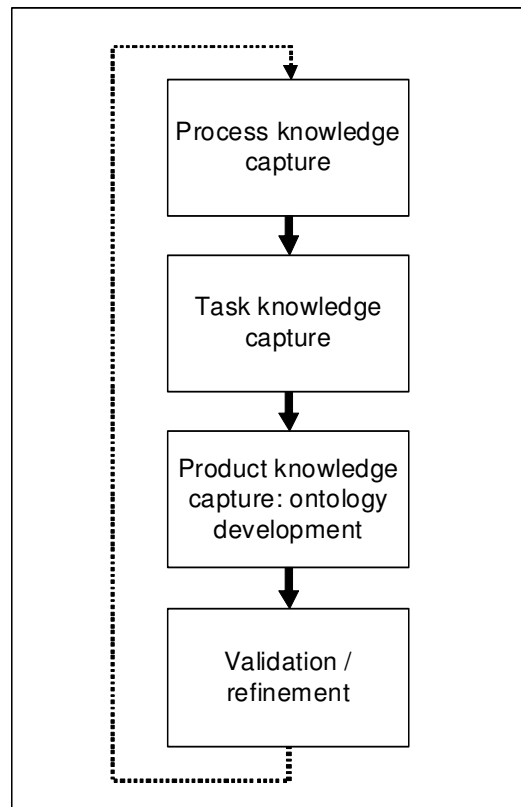 Process knowledge
capture
Task knowledge
capture
Product knowledge
capture: ontology
development
Validation /
refinement